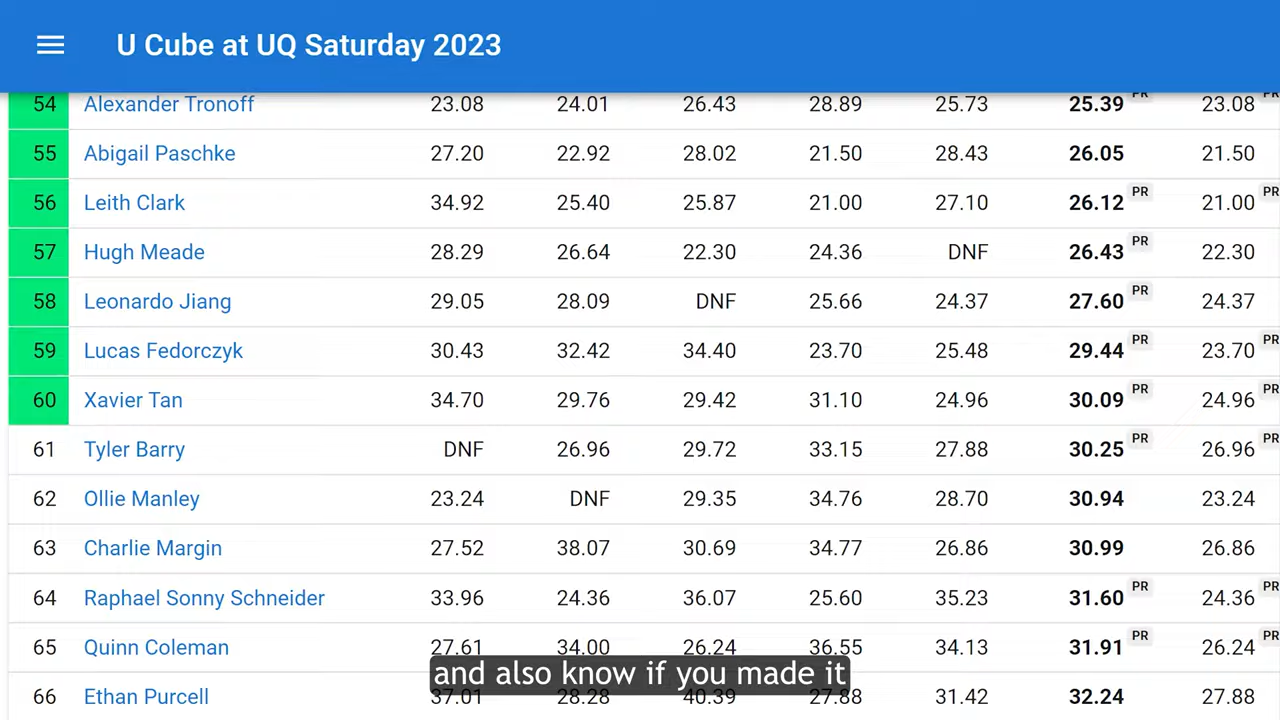 U Cube at UQ Saturday 2023
54 Alexander Tronoff 23.08 24.01 26.43 28.89 25.73 25.39 PR 23.08 PR
55 Abigail Paschke 27.20 22.92 28.02 21.50 28.43 26.05 21.50
56 Leith Clark 34.92 25.40 25.87 21.00 27.10 26.12 PR 21.00 PR
57 Hugh Meade 28.29 26.64 22.30 24.36 DNF 26.43 PR 22.30
58 Leonardo Jiang 29.05 28.09 DNF 25.66 24.37 27.60 PR 24.37
59 Lucas Fedorczyk 30.43 32.42 34.40 23.70 25.48 29.44 PR 23.70 PR
60 Xavier Tan 34.70 29.76 29.42 31.10 24.96 30.09 PR 24.96 PR
61 Tyler Barry DNF 26.96 29.72 33.15 27.88 30.25 PR 26.96 PR
62 Ollie Manley 23.24 DNF 29.35 34.76 28.70 30.94 23.24
63 Charlie Margin 27.52 38.07 30.69 34.77 26.86 30.99 26.86
64 Raphael Sonny Schneider 33.96 24.36 36.07 25.60 35.23 31.60 PR 24.36 PR
65 Quinn Coleman 27.61 34.00 26.24 36.55 34.13 31.91 PR 26.24 PR
and also know if you made it
66 Ethan Purcell 37.01 28.28 40.39 27.88 31.42 32.24 27.88